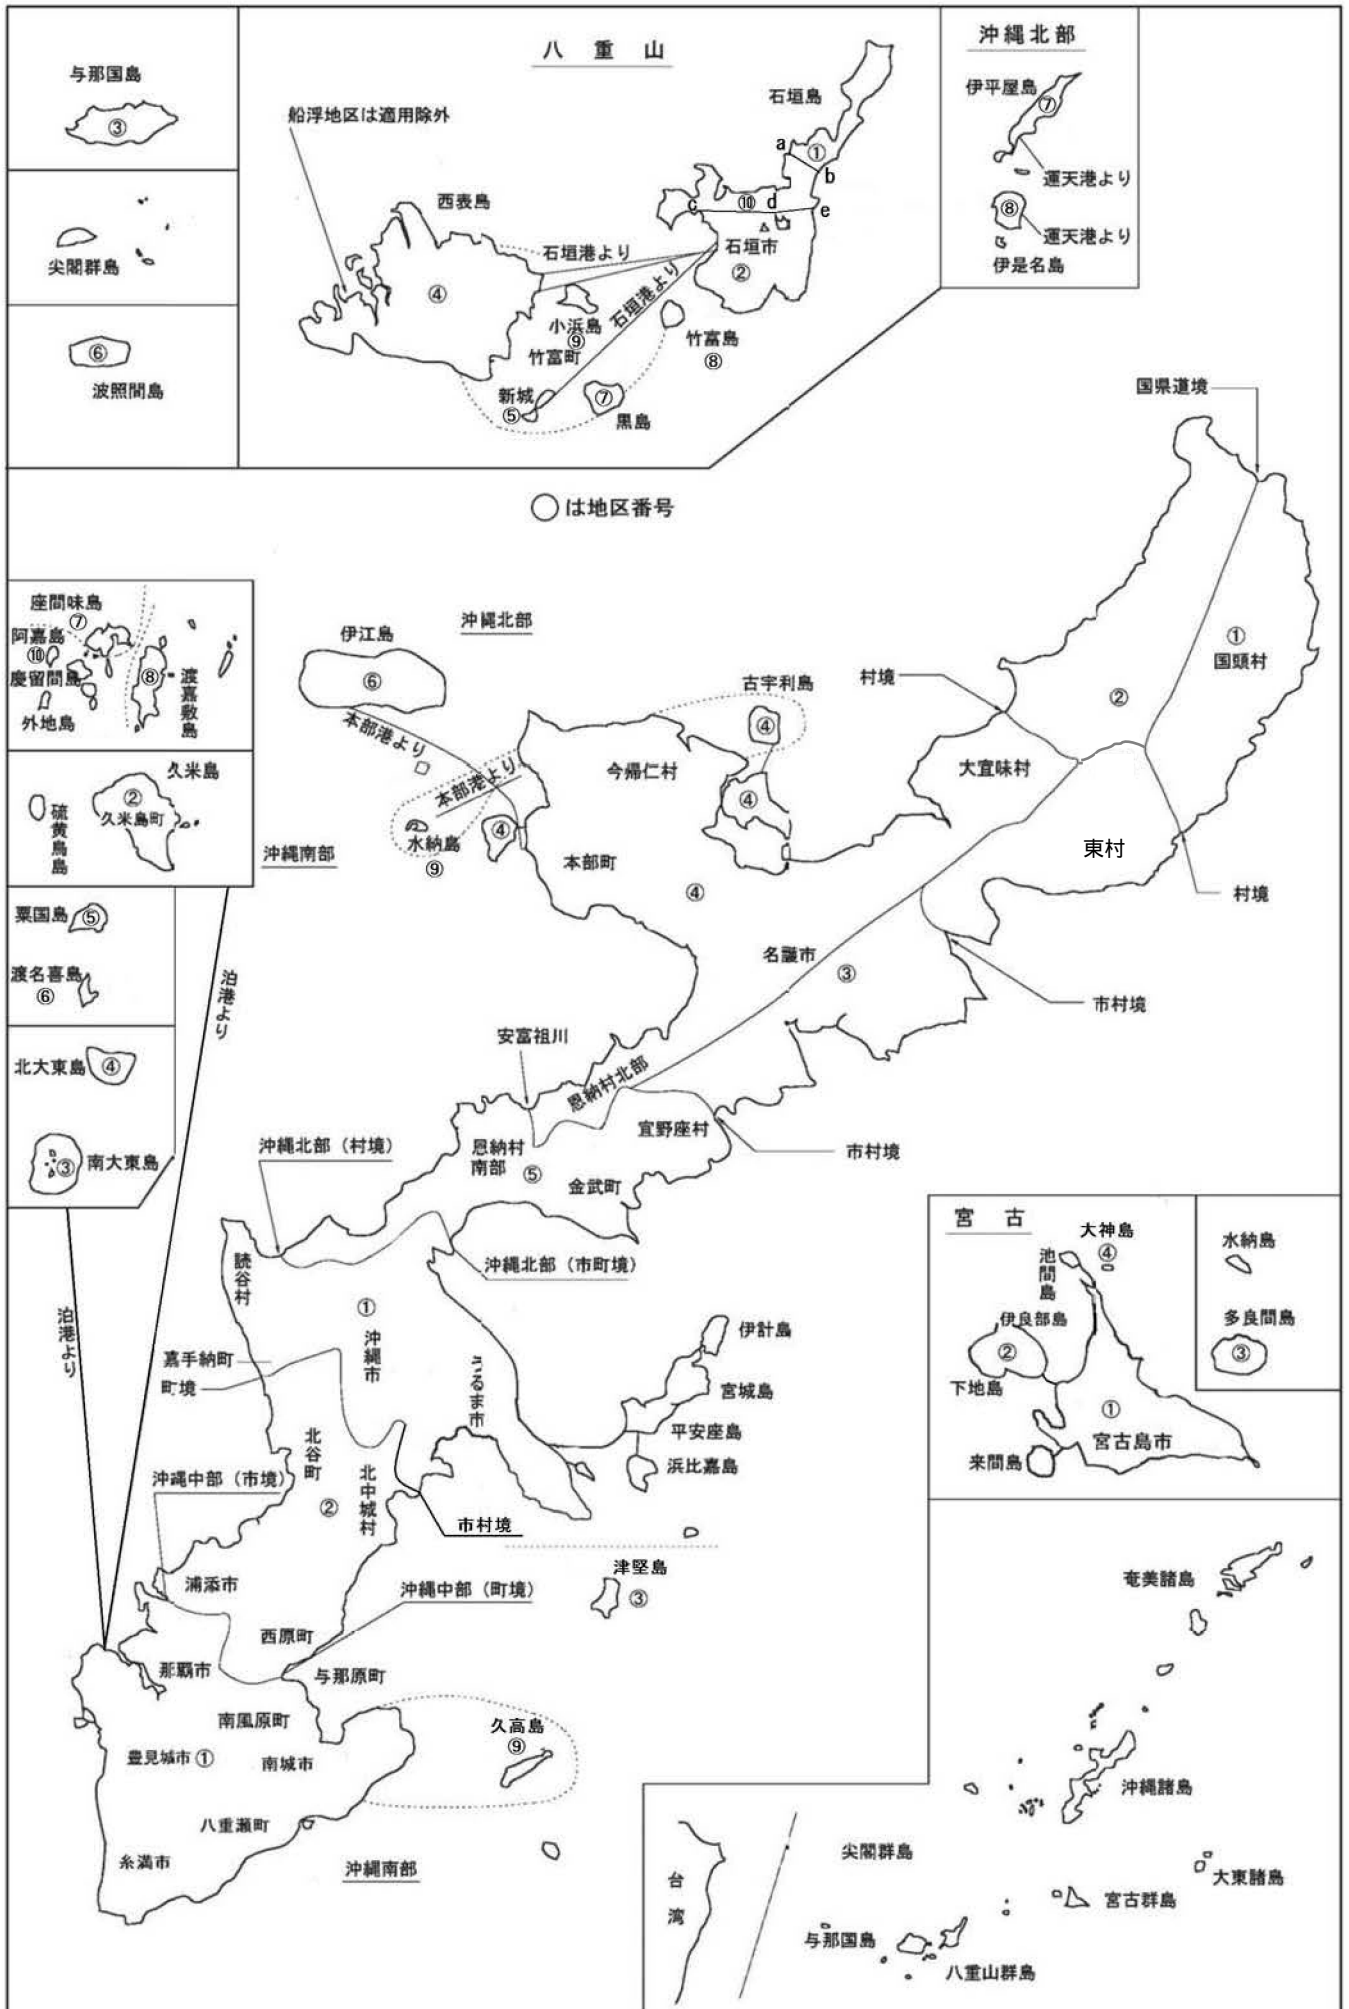 八重山
沖縄北部
与那国島
③
船浮地区は適用除外
石垣島
a
①
b
伊平屋島
⑦
運天港より
⑧
運天港より
伊是名島
尖閣群島
西表島
c
⑩
d
e
石垣港より
石垣市
②
④
石垣港より
小浜島
⑨
竹富町
竹富島
⑧
⑥
波照間島
新城
⑤
⑦
黒島
国県道境
○は地区番号
座間味島
⑦
阿嘉島
⑩
慶留間島
外地島
⑧
渡嘉敷島
沖縄北部
伊江島
⑥
本部港より
本部港より
水納島
⑨
古宇利島
④
今帰仁村
④
④
本部町
④
村境
①
国頭村
②
大宜味村
東村
村境
久米島
②
久米島町
硫黄鳥島
沖縄南部
粟国島
⑤
渡名喜島
⑥
泊港より
北大東島
④
③
南大東島
名護市
③
市村境
安富祖川
恩納村北部
宜野座村
市村境
恩納村
南部
⑤
金武町
沖縄北部（村境）
沖縄北部（市町境）
読谷村
①
沖縄市
泊港より
嘉手納町
町境
うるま市
伊計島
宮城島
平安座島
浜比嘉島
北谷町
北中城村
②
沖縄中部（市境）
市村境
津堅島
③
浦添市
沖縄中部（町境）
西原町
那覇市
与那原町
南風原町
豊見城市①
南城市
久高島
⑨
八重瀬町
糸満市
沖縄南部
宮古
大神島
④
池間島
伊良部島
②
下地島
①
宮古島市
来間島
水納島
多良間島
③
奄美諸島
沖縄諸島
大東諸島
尖閣群島
台湾
宮古群島
与那国島
八重山群島